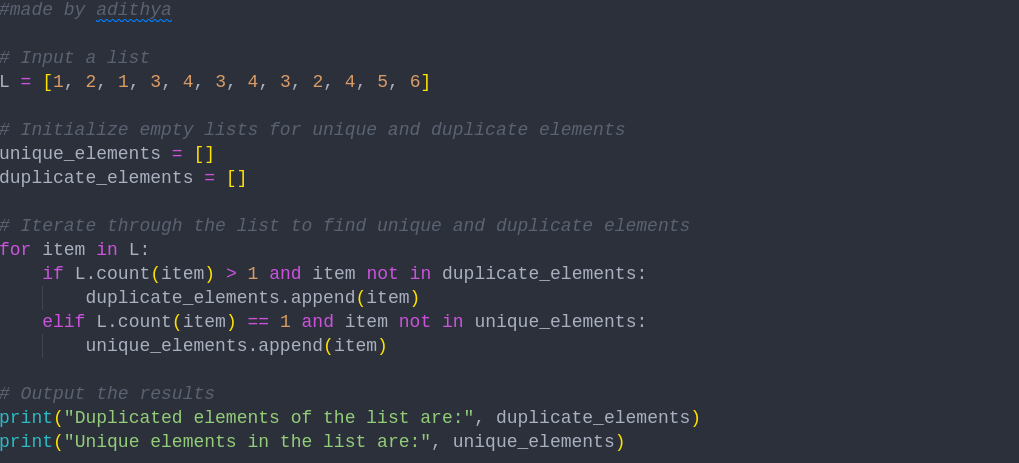 #made by adithya
# Input a list
L = [1, 2, 1, 3, 4, 3, 4, 3, 2, 4, 5, 6]
# Initialize empty lists for unique and duplicate elements
unique_elements = []
duplicate_elements = []
# Iterate through the list to find unique and duplicate elements
for item in L:
    if L.count(item) > 1 and item not in duplicate_elements:
        duplicate_elements.append(item)
    elif L.count(item) == 1 and item not in unique_elements:
        unique_elements.append(item)
# Output the results
print("Duplicated elements of the list are:", duplicate_elements)
print("Unique elements in the list are:", unique_elements)